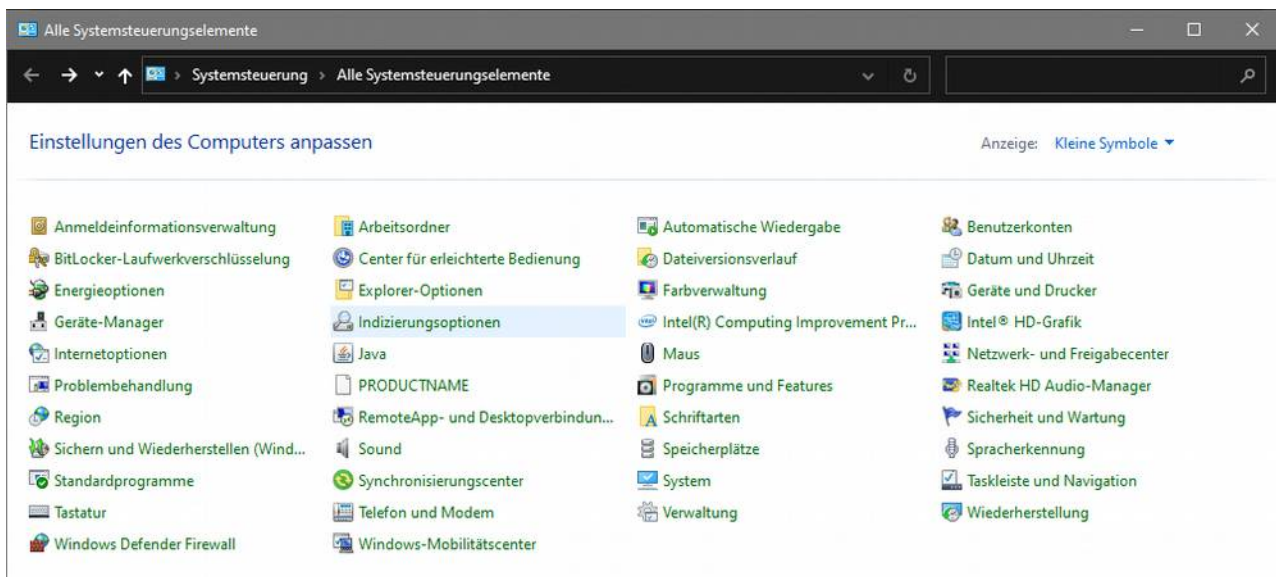 Alle Systemsteuerungselemente
Systemsteuerung > Alle Systemsteuerungselemente
Einstellungen des Computers anpassen
Anzeige: Kleine Symbole
Anmeldeinformationsverwaltung Arbeitsordner Automatische Wiedergabe Benutzerkonten
BitLocker-Laufwerkverschlüsselung Center für erleichterte Bedienung Dateiversionsverlauf Datum und Uhrzeit
Energieoptionen Explorer-Optionen Farbverwaltung Geräte und Drucker
Geräte-Manager Indizierungsoptionen Intel(R) Computing Improvement Pr... Intel® HD-Grafik
Internetoptionen Java Maus Netzwerk- und Freigabecenter
Problembehandlung PRODUCTNAME Programme und Features Realtek HD Audio-Manager
Region RemoteApp- und Desktopverbindun... Schriftarten Sicherheit und Wartung
Sichern und Wiederherstellen (Wind... Sound Speicherplätze Spracherkennung
Standardprogramme Synchronisierungscenter System Taskleiste und Navigation
Tastatur Telefon und Modem Verwaltung Wiederherstellung
Windows Defender Firewall Windows-Mobilitätscenter